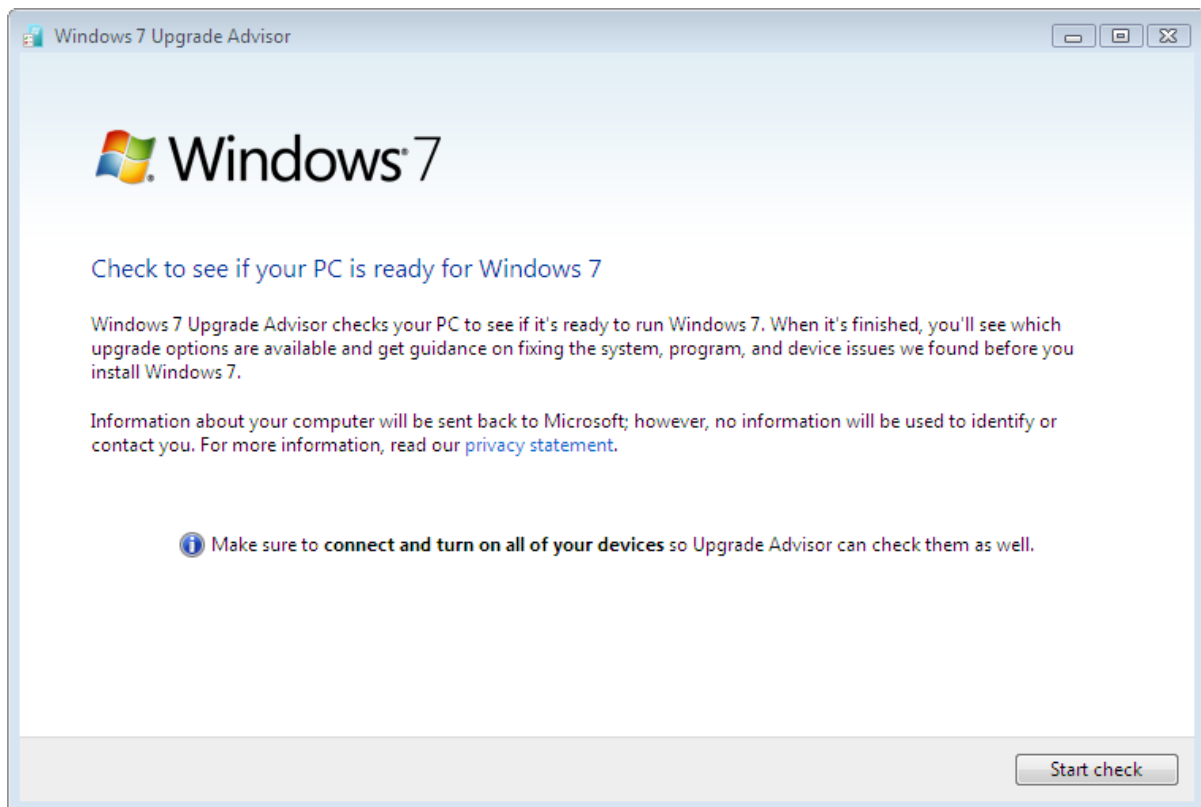 Windows 7 Upgrade Advisor
Windows® 7
Check to see if your PC is ready for Windows 7
Windows 7 Upgrade Advisor checks your PC to see if it's ready to run Windows 7. When it's finished, you'll see which
upgrade options are available and get guidance on fixing the system, program, and device issues we found before you
install Windows 7.
Information about your computer will be sent back to Microsoft; however, no information will be used to identify or
contact you. For more information, read our privacy statement.
Make sure to connect and turn on all of your devices so Upgrade Advisor can check them as well.
Start check